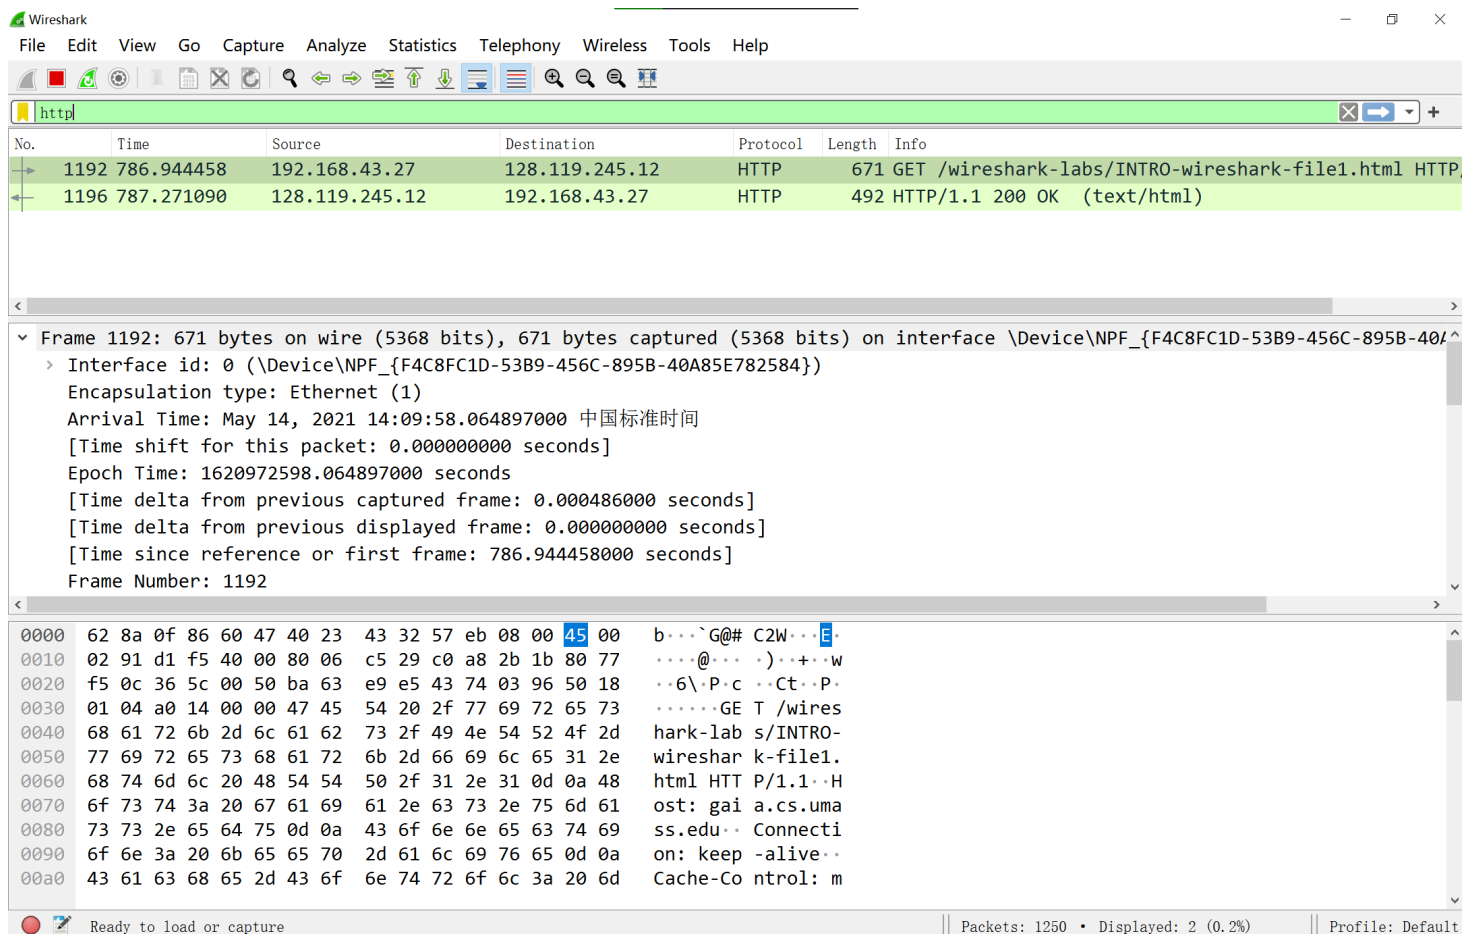 Wireshark
File Edit View Go Capture Analyze Statistics Telephony Wireless Tools Help
http
No. Time Source Destination Protocol Length Info
1192 786.944458 192.168.43.27 128.119.245.12 HTTP 671 GET /wireshark-labs/INTRO-wireshark-file1.html HTTP/
1196 787.271090 128.119.245.12 192.168.43.27 HTTP 492 HTTP/1.1 200 OK (text/html)
Frame 1192: 671 bytes on wire (5368 bits), 671 bytes captured (5368 bits) on interface \Device\NPF_{F4C8FC1D-53B9-456C-895B-40A
Interface id: 0 (\Device\NPF_{F4C8FC1D-53B9-456C-895B-40A85E782584})
Encapsulation type: Ethernet (1)
Arrival Time: May 14, 2021 14:09:58.064897000 中国标准时间
[Time shift for this packet: 0.000000000 seconds]
Epoch Time: 1620972598.064897000 seconds
[Time delta from previous captured frame: 0.000486000 seconds]
[Time delta from previous displayed frame: 0.000000000 seconds]
[Time since reference or first frame: 786.944458000 seconds]
Frame Number: 1192
0000 62 8a 0f 86 60 47 40 23 43 32 57 eb 08 00 45 00 b···`G@# C2W···E·
0010 02 91 d1 f5 40 00 80 06 c5 29 c0 a8 2b 1b 80 77 ····@··· ·)··+··w
0020 f5 0c 36 5c 00 50 ba 63 e9 e5 43 74 03 96 50 18 ··6\·P·c ··Ct··P·
0030 01 04 a0 14 00 00 47 45 54 20 2f 77 69 72 65 73 ······GE T /wires
0040 68 61 72 6b 2d 6c 61 62 73 2f 49 4e 54 52 4f 2d hark-lab s/INTRO-
0050 77 69 72 65 73 68 61 72 6b 2d 66 69 6c 65 31 2e wireshar k-file1.
0060 68 74 6d 6c 20 48 54 54 50 2f 31 2e 31 0d 0a 48 html HTT P/1.1··H
0070 6f 73 74 3a 20 67 61 69 61 2e 63 73 2e 75 6d 61 ost: gai a.cs.uma
0080 73 73 2e 65 64 75 0d 0a 43 6f 6e 6e 65 63 74 69 ss.edu·· Connecti
0090 6f 6e 3a 20 6b 65 65 70 2d 61 6c 69 76 65 0d 0a on: keep -alive··
00a0 43 61 63 68 65 2d 43 6f 6e 74 72 6f 6c 3a 20 6d Cache-Co ntrol: m
Ready to load or capture Packets: 1250 • Displayed: 2 (0.2%) Profile: Default